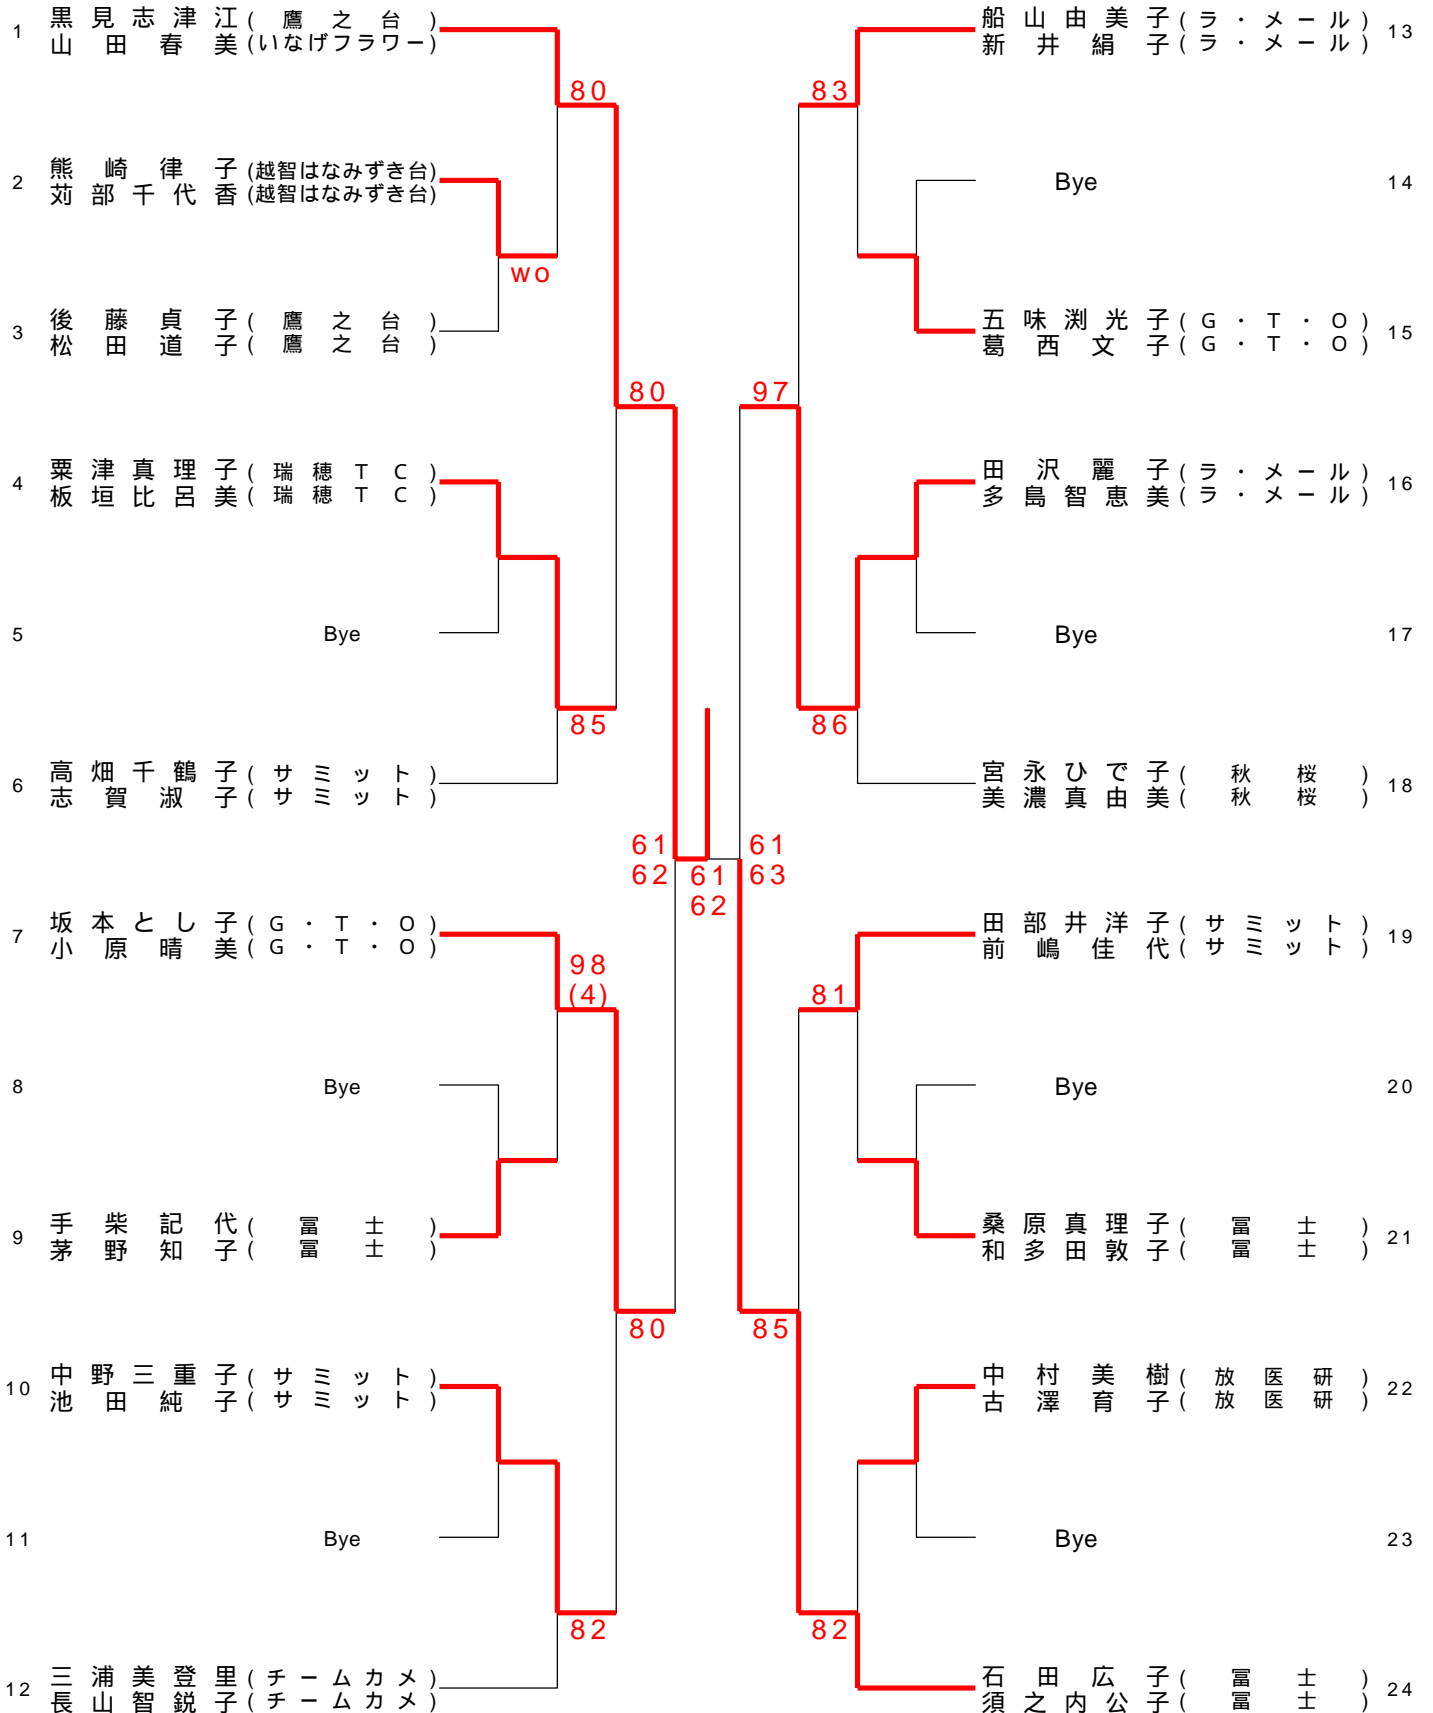 1 黒見志津江(鷹之台)
山田春美(いなげフラワー)
80
2 熊崎律子(越智はなみずき台)
苅部千代香(越智はなみずき台)
wo
3 後藤貞子(鷹之台)
松田道子(鷹之台)
80
4 粟津真理子(瑞穂TC)
板垣比呂美(瑞穂TC)
5 Bye
85
6 高畑千鶴子(サミット)
志賀淑子(サミット)
61
62
61
62
7 坂本とし子(G・T・O)
小原晴美(G・T・O)
98
(4)
8 Bye
9 手柴記代(冨士)
茅野知子(冨士)
80
10 中野三重子(サミット)
池田純子(サミット)
11 Bye
82
12 三浦美登里(チームカメ)
長山智鋭子(チームカメ)
船山由美子(ラ・メール) 13
新井絹子(ラ・メール)
83
Bye 14
五味渕光子(G・T・O) 15
葛西文子(G・T・O)
97
田沢麗子(ラ・メール) 16
多島智恵美(ラ・メール)
Bye 17
86
宮永ひで子(秋桜) 18
美濃真由美(秋桜)
61
63
田部井洋子(サミット) 19
前嶋佳代(サミット)
81
Bye 20
桑原真理子(冨士) 21
和多田敦子(冨士)
85
中村美樹(放医研) 22
古澤育子(放医研)
Bye 23
82
石田広子(冨士) 24
須之内公子(冨士)